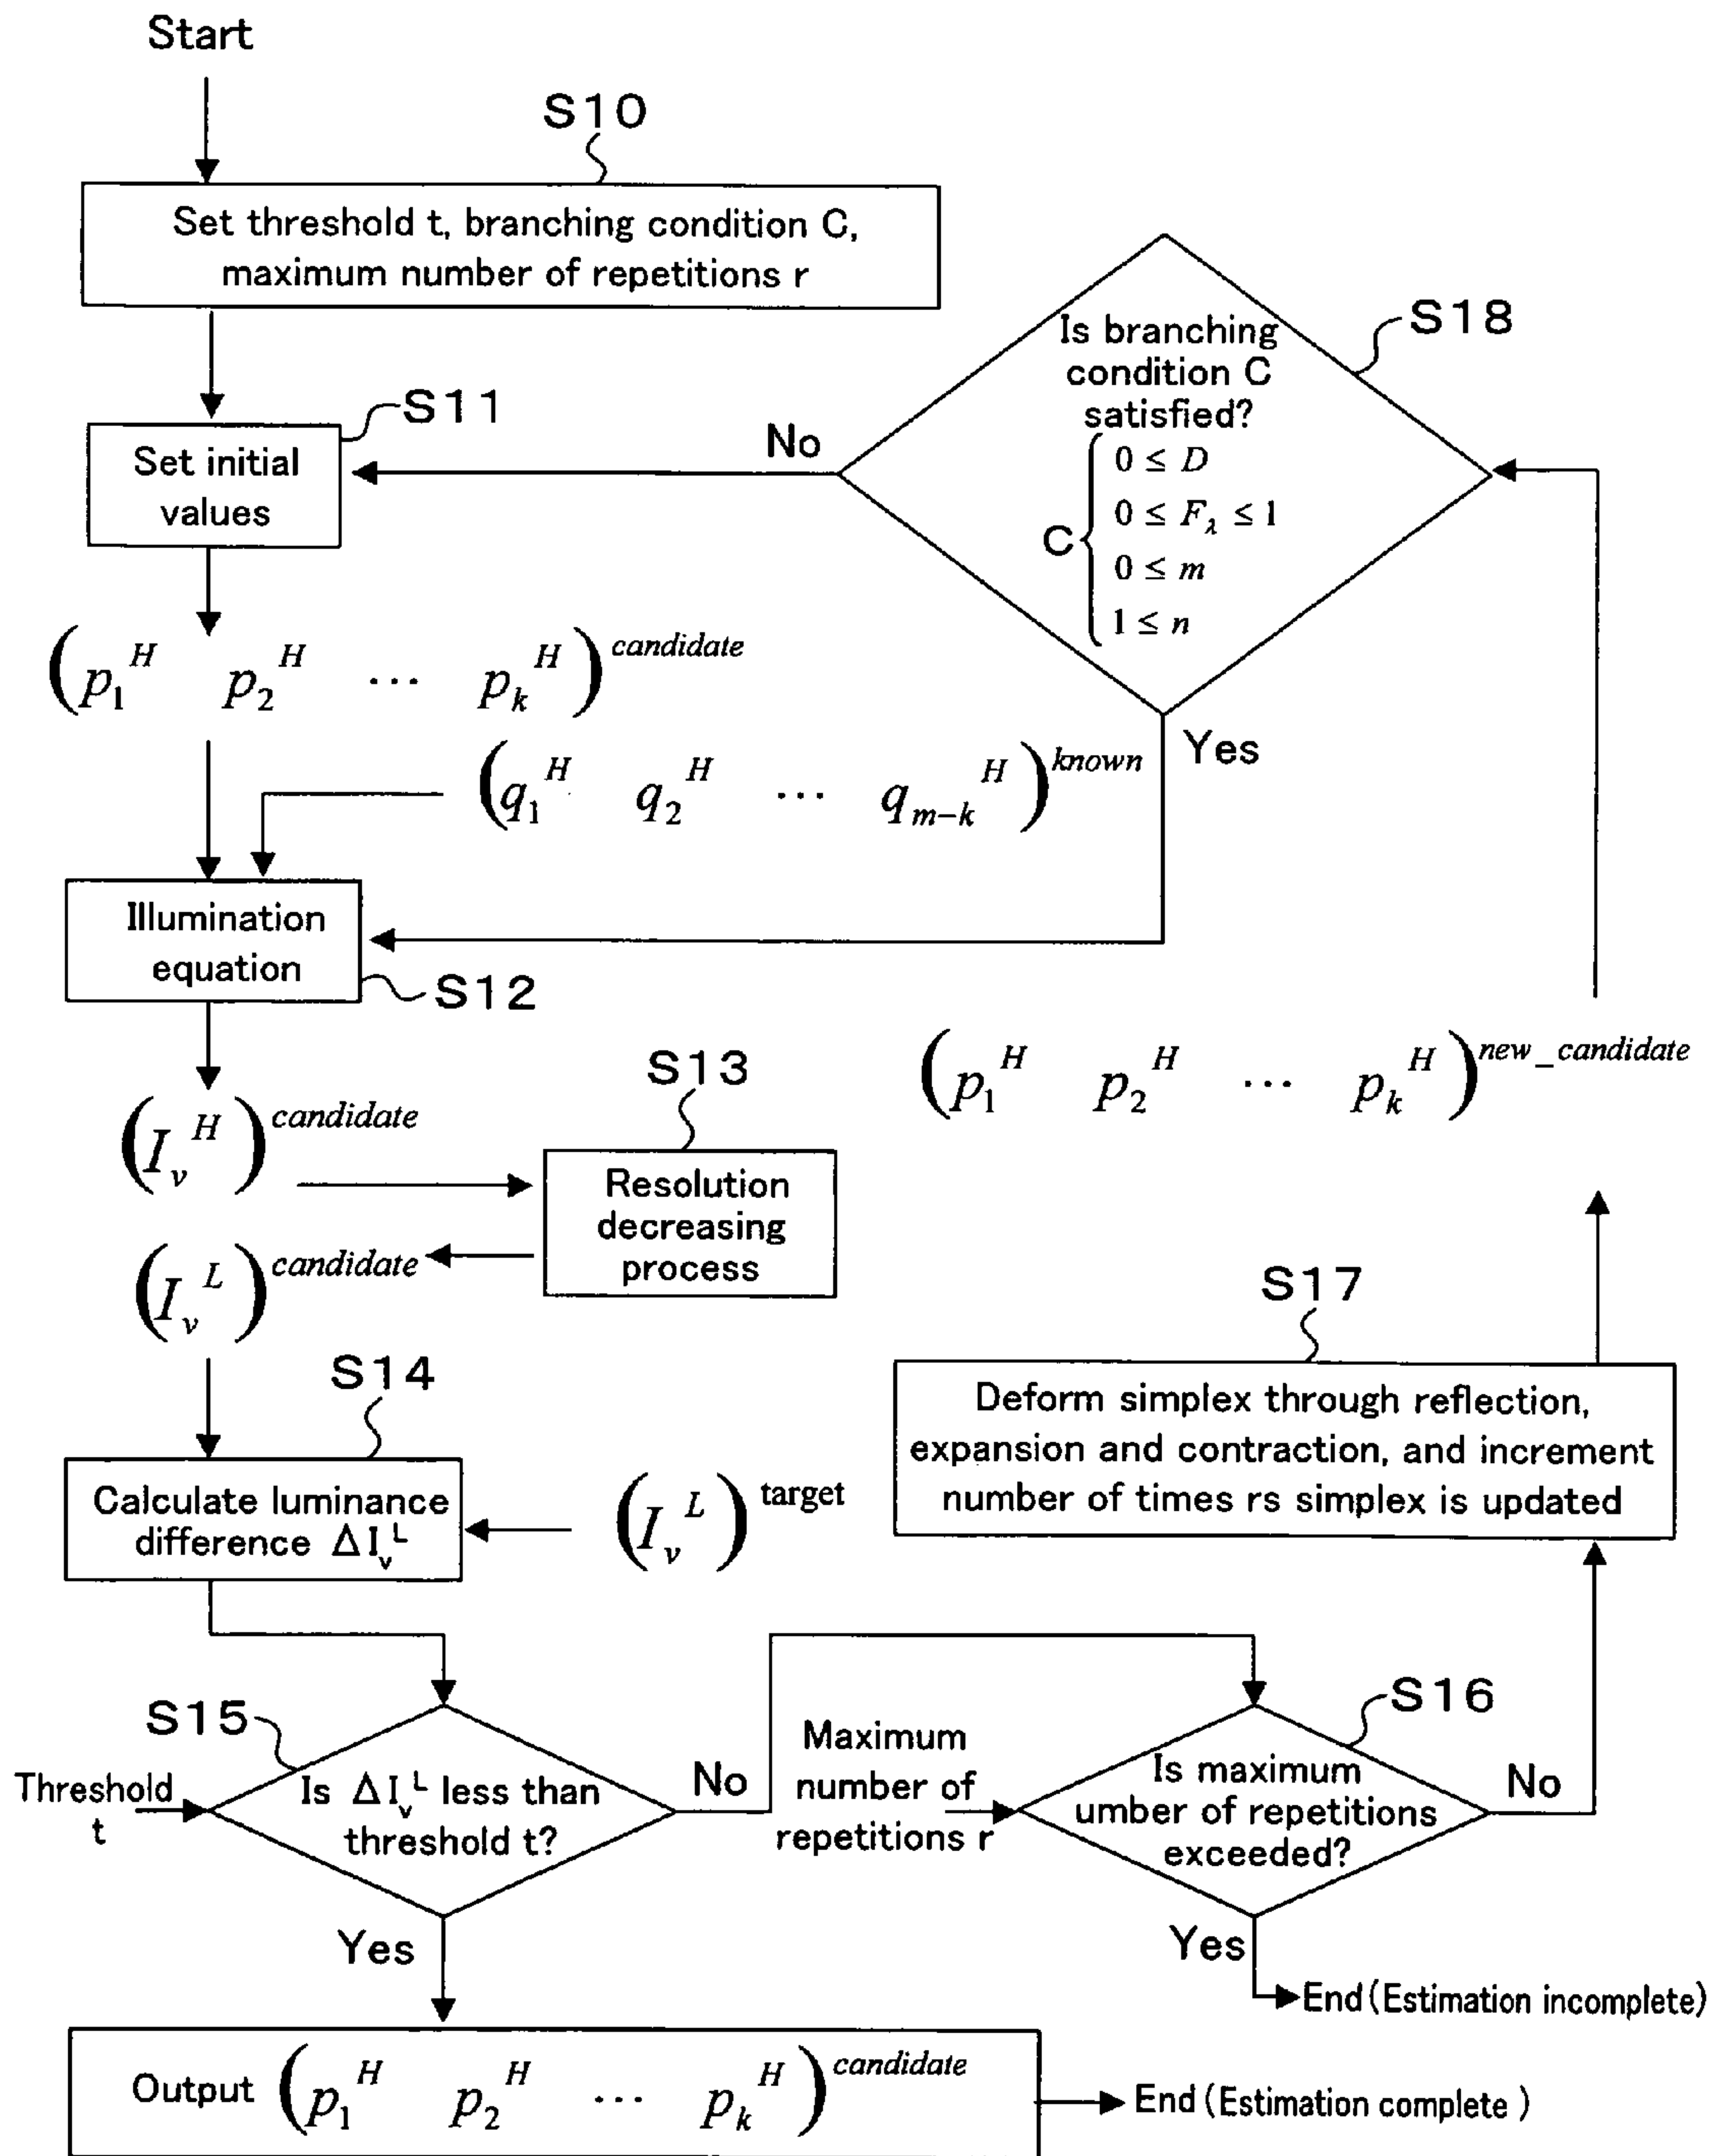 Start
S10
Set threshold t, branching condition C,
maximum number of repetitions r
S18
Is branching
condition C
satisfied?
C { 0 ≤ D
0 ≤ F_λ ≤ 1
0 ≤ m
1 ≤ n
No
Yes
S11
Set initial
values
(p_1^H p_2^H ⋯ p_k^H)^candidate
(q_1^H q_2^H ⋯ q_{m-k}^H)^known
Illumination
equation
S12
(p_1^H p_2^H ⋯ p_k^H)^new_candidate
(I_v^H)^candidate
S13
Resolution
decreasing
process
(I_v^L)^candidate
S17
Deform simplex through reflection,
expansion and contraction, and increment
number of times rs simplex is updated
S14
Calculate luminance
difference ΔI_v^L
(I_v^L)^target
S15
Threshold
t
Is ΔI_v^L less than
threshold t?
No
Yes
Maximum
number of
repetitions r
S16
Is maximum
umber of repetitions
exceeded?
No
Yes
End (Estimation incomplete)
Output (p_1^H p_2^H ⋯ p_k^H)^candidate
End (Estimation complete )